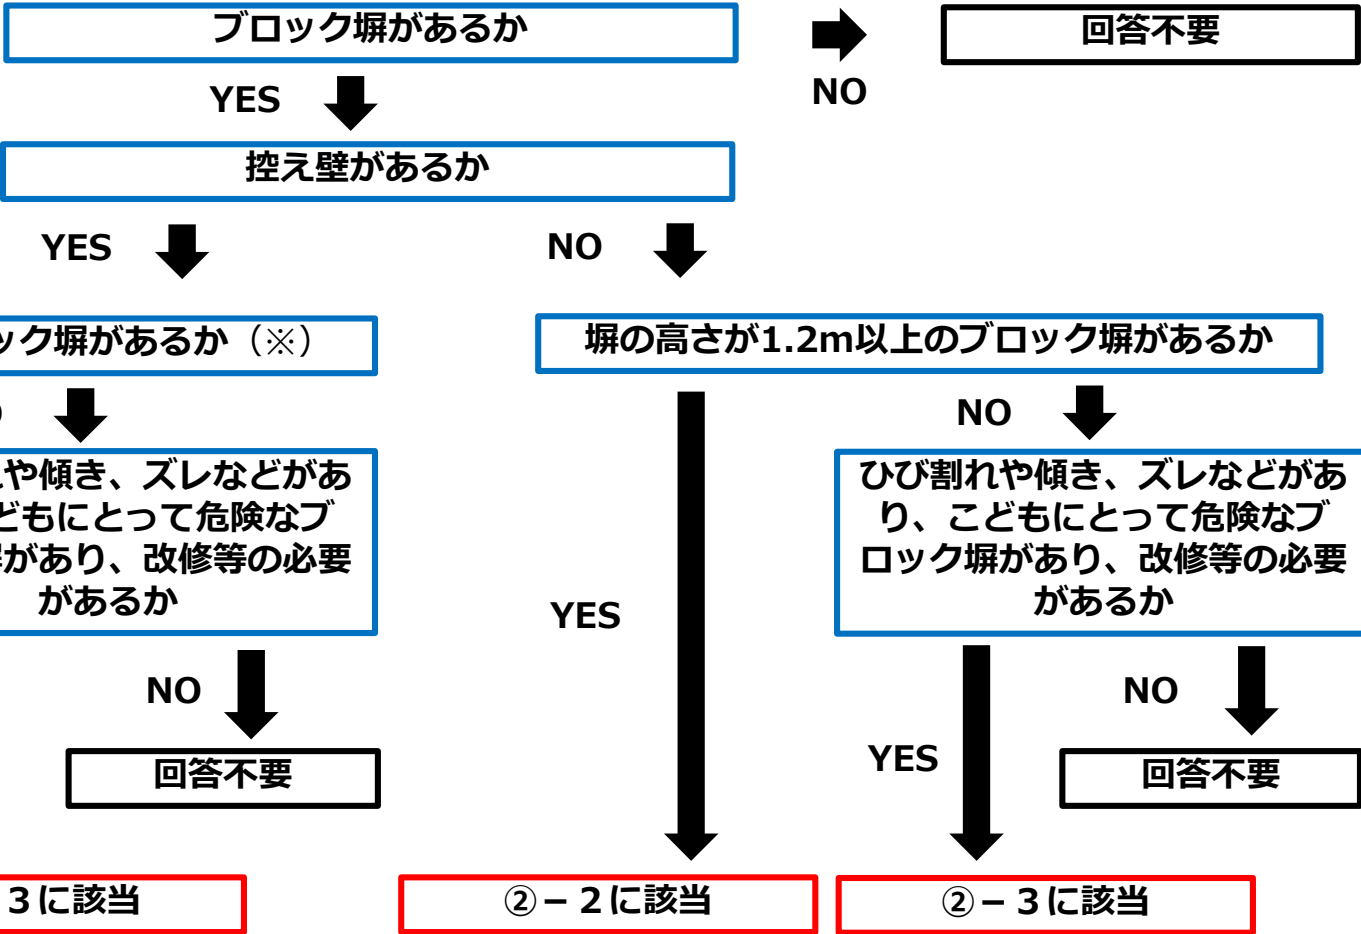 ブロック塀があるか
回答不要
YES
NO
控え壁があるか
YES
NO
ック塀があるか（※）
塀の高さが1.2m以上のブロック塀があるか
NO
や傾き、ズレなどがあ
どもにとって危険なブ
があり、改修等の必要
があるか
ひび割れや傾き、ズレなどがあ
り、こどもにとって危険なブ
ロック塀があり、改修等の必要
があるか
YES
NO
NO
YES
回答不要
回答不要
３に該当
②－２に該当
②－３に該当